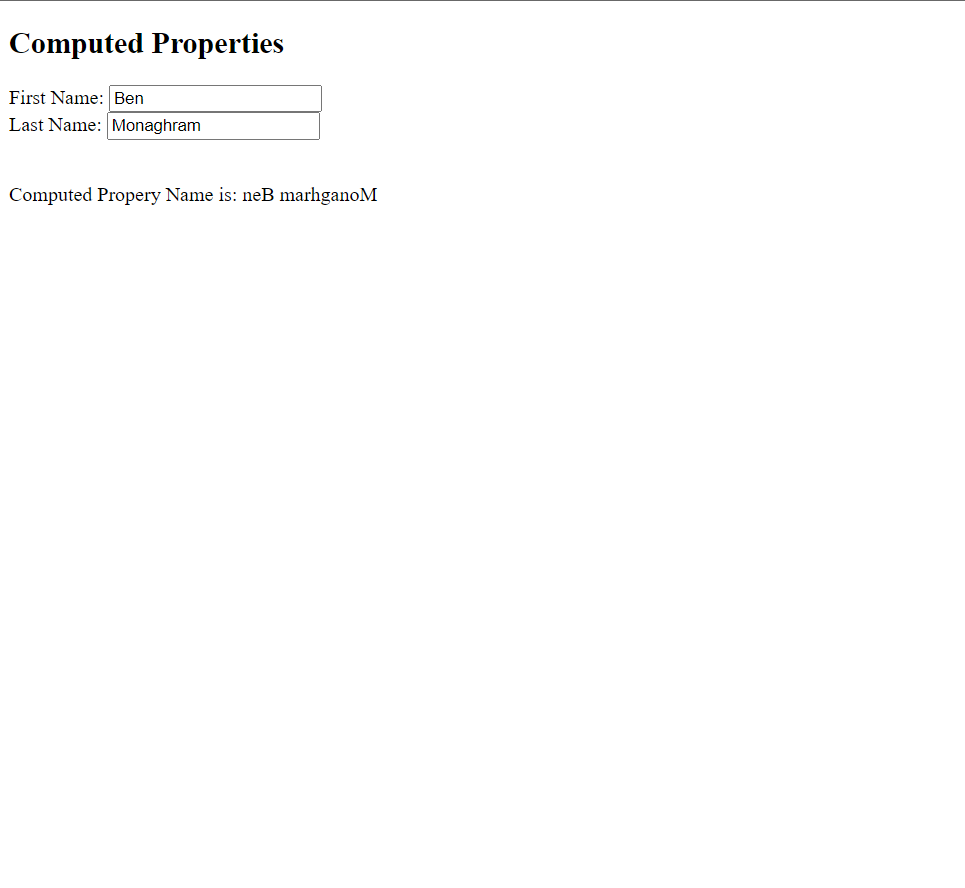 Computed Properties
First Name: Ben
Last Name: Monaghram
Computed Propery Name is: neB marhganoM